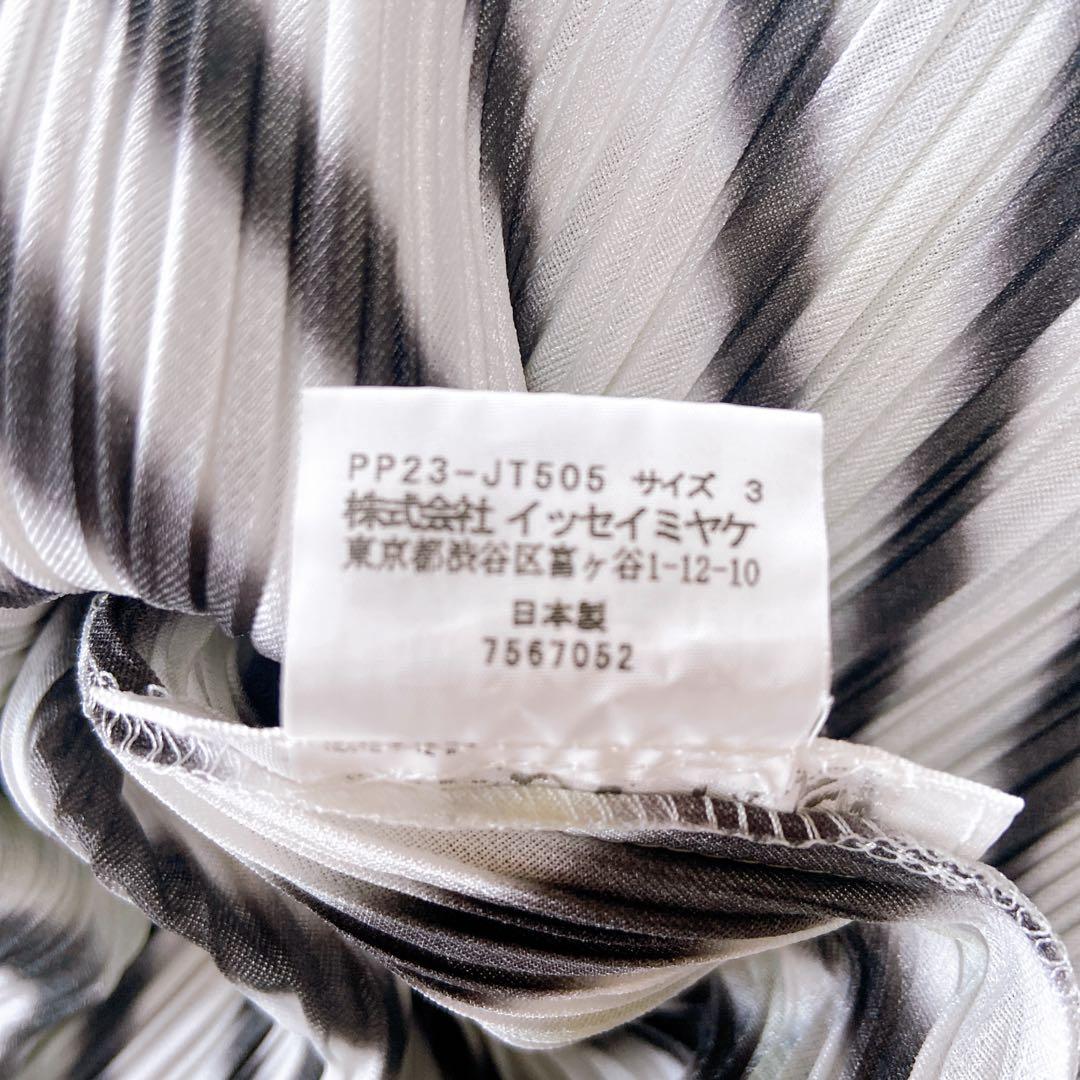 PP23-JT505 サイズ 3
株式会社 イッセイミヤケ
東京都渋谷区富ヶ谷1-12-10
日本製
7567052